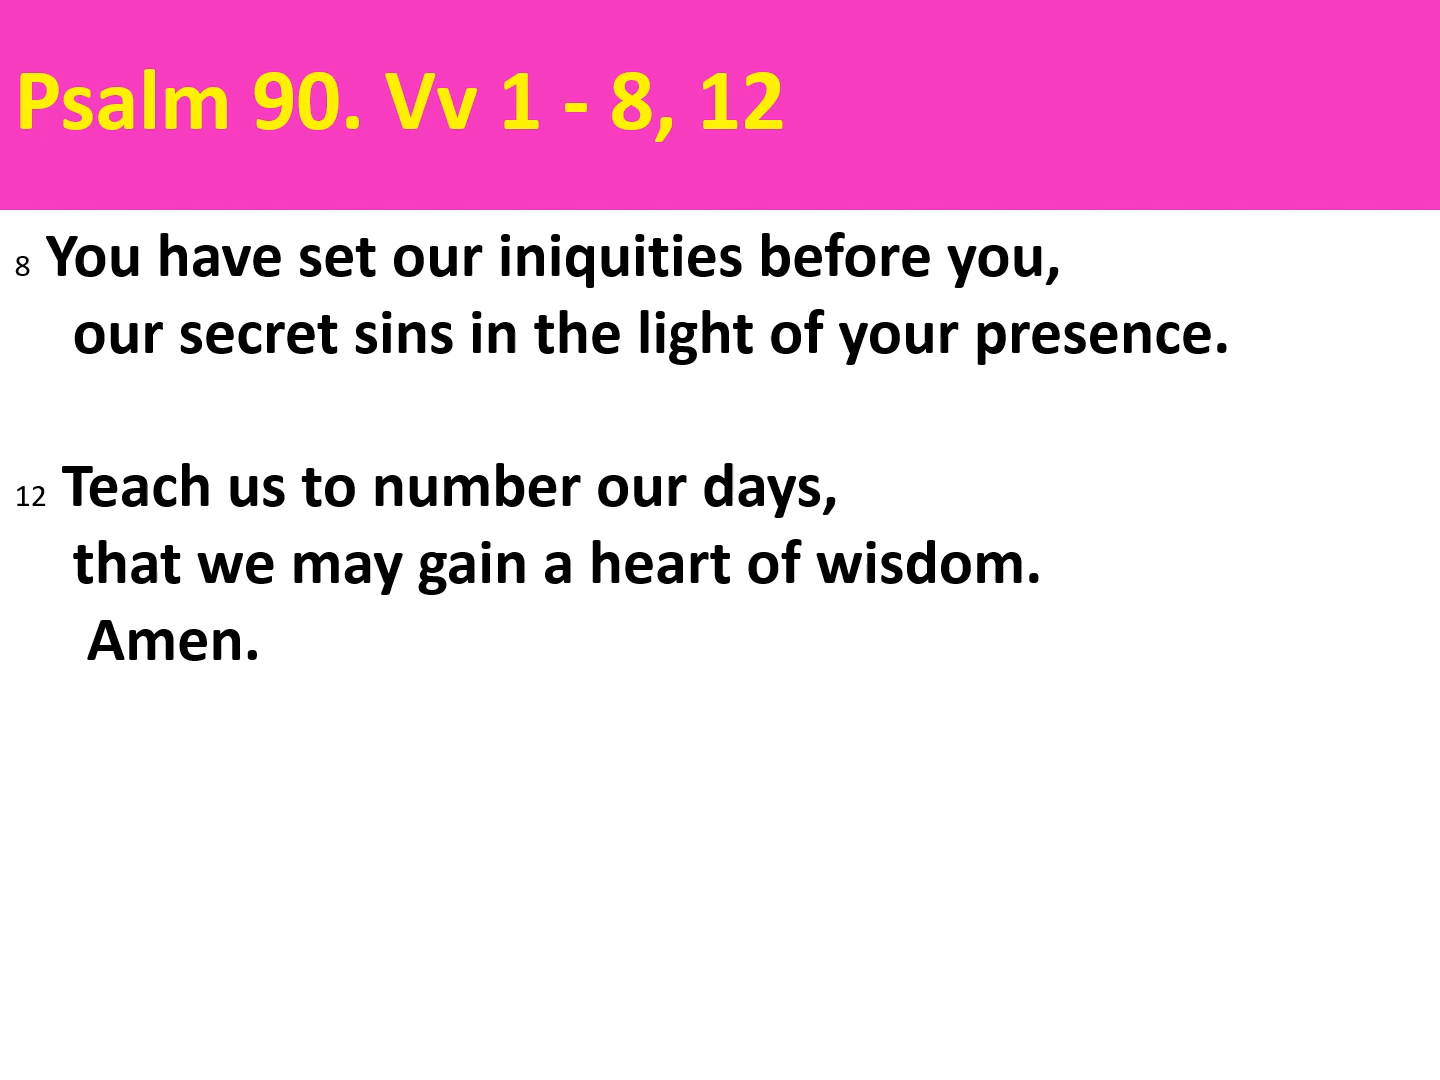 Psalm 90. Vv 1 - 8, 12
8 You have set our iniquities before you,
our secret sins in the light of your presence.
12 Teach us to number our days,
that we may gain a heart of wisdom.
Amen.